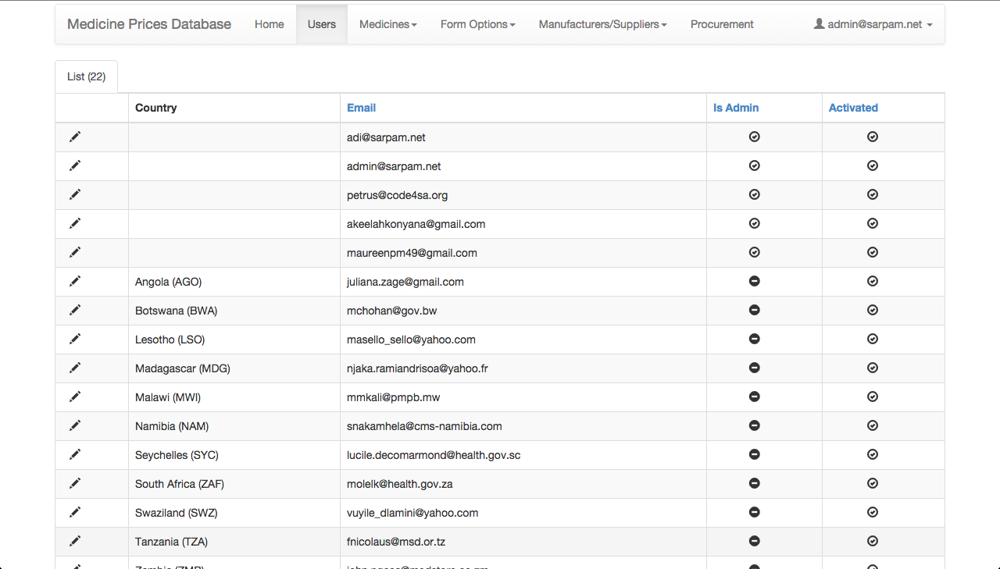 Medicine Prices Database Home Users Medicines Form Options Manufacturers/Suppliers Procurement admin@sarpam.net
List (22)
Country Email Is Admin Activated
adi@sarpam.net
admin@sarpam.net
petrus@code4sa.org
akeelahkonyana@gmail.com
maureenpm49@gmail.com
Angola (AGO) juliana.zage@gmail.com
Botswana (BWA) mchohan@gov.bw
Lesotho (LSO) masello_sello@yahoo.com
Madagascar (MDG) njaka.ramiandrisoa@yahoo.fr
Malawi (MWI) mmkali@pmpb.mw
Namibia (NAM) snakamhela@cms-namibia.com
Seychelles (SYC) lucile.decomarmond@health.gov.sc
South Africa (ZAF) molelk@health.gov.za
Swaziland (SWZ) vuyile_dlamini@yahoo.com
Tanzania (TZA) fnicolaus@msd.or.tz
Zambia (ZMB)